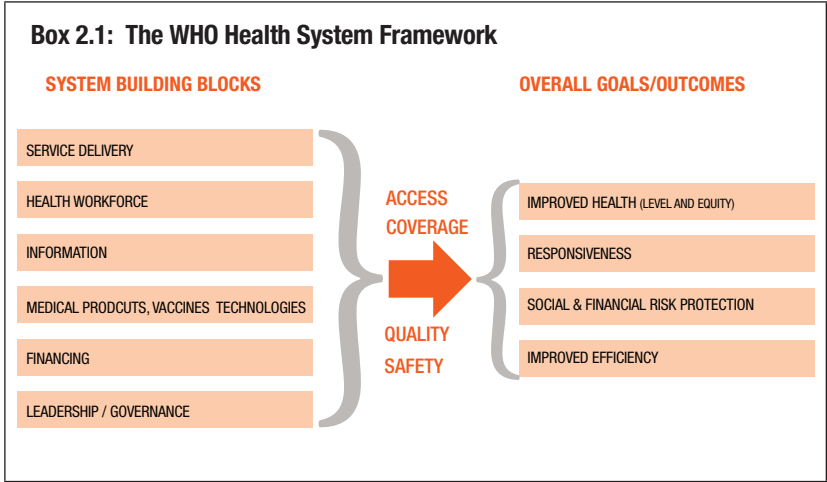 Box 2.1: The WHO Health System Framework
SYSTEM BUILDING BLOCKS
SERVICE DELIVERY
HEALTH WORKFORCE
INFORMATION
MEDICAL PRODCUTS, VACCINES TECHNOLOGIES
FINANCING
LEADERSHIP / GOVERNANCE
ACCESS
COVERAGE
QUALITY
SAFETY
OVERALL GOALS/OUTCOMES
IMPROVED HEALTH (LEVEL AND EQUITY)
RESPONSIVENESS
SOCIAL & FINANCIAL RISK PROTECTION
IMPROVED EFFICIENCY